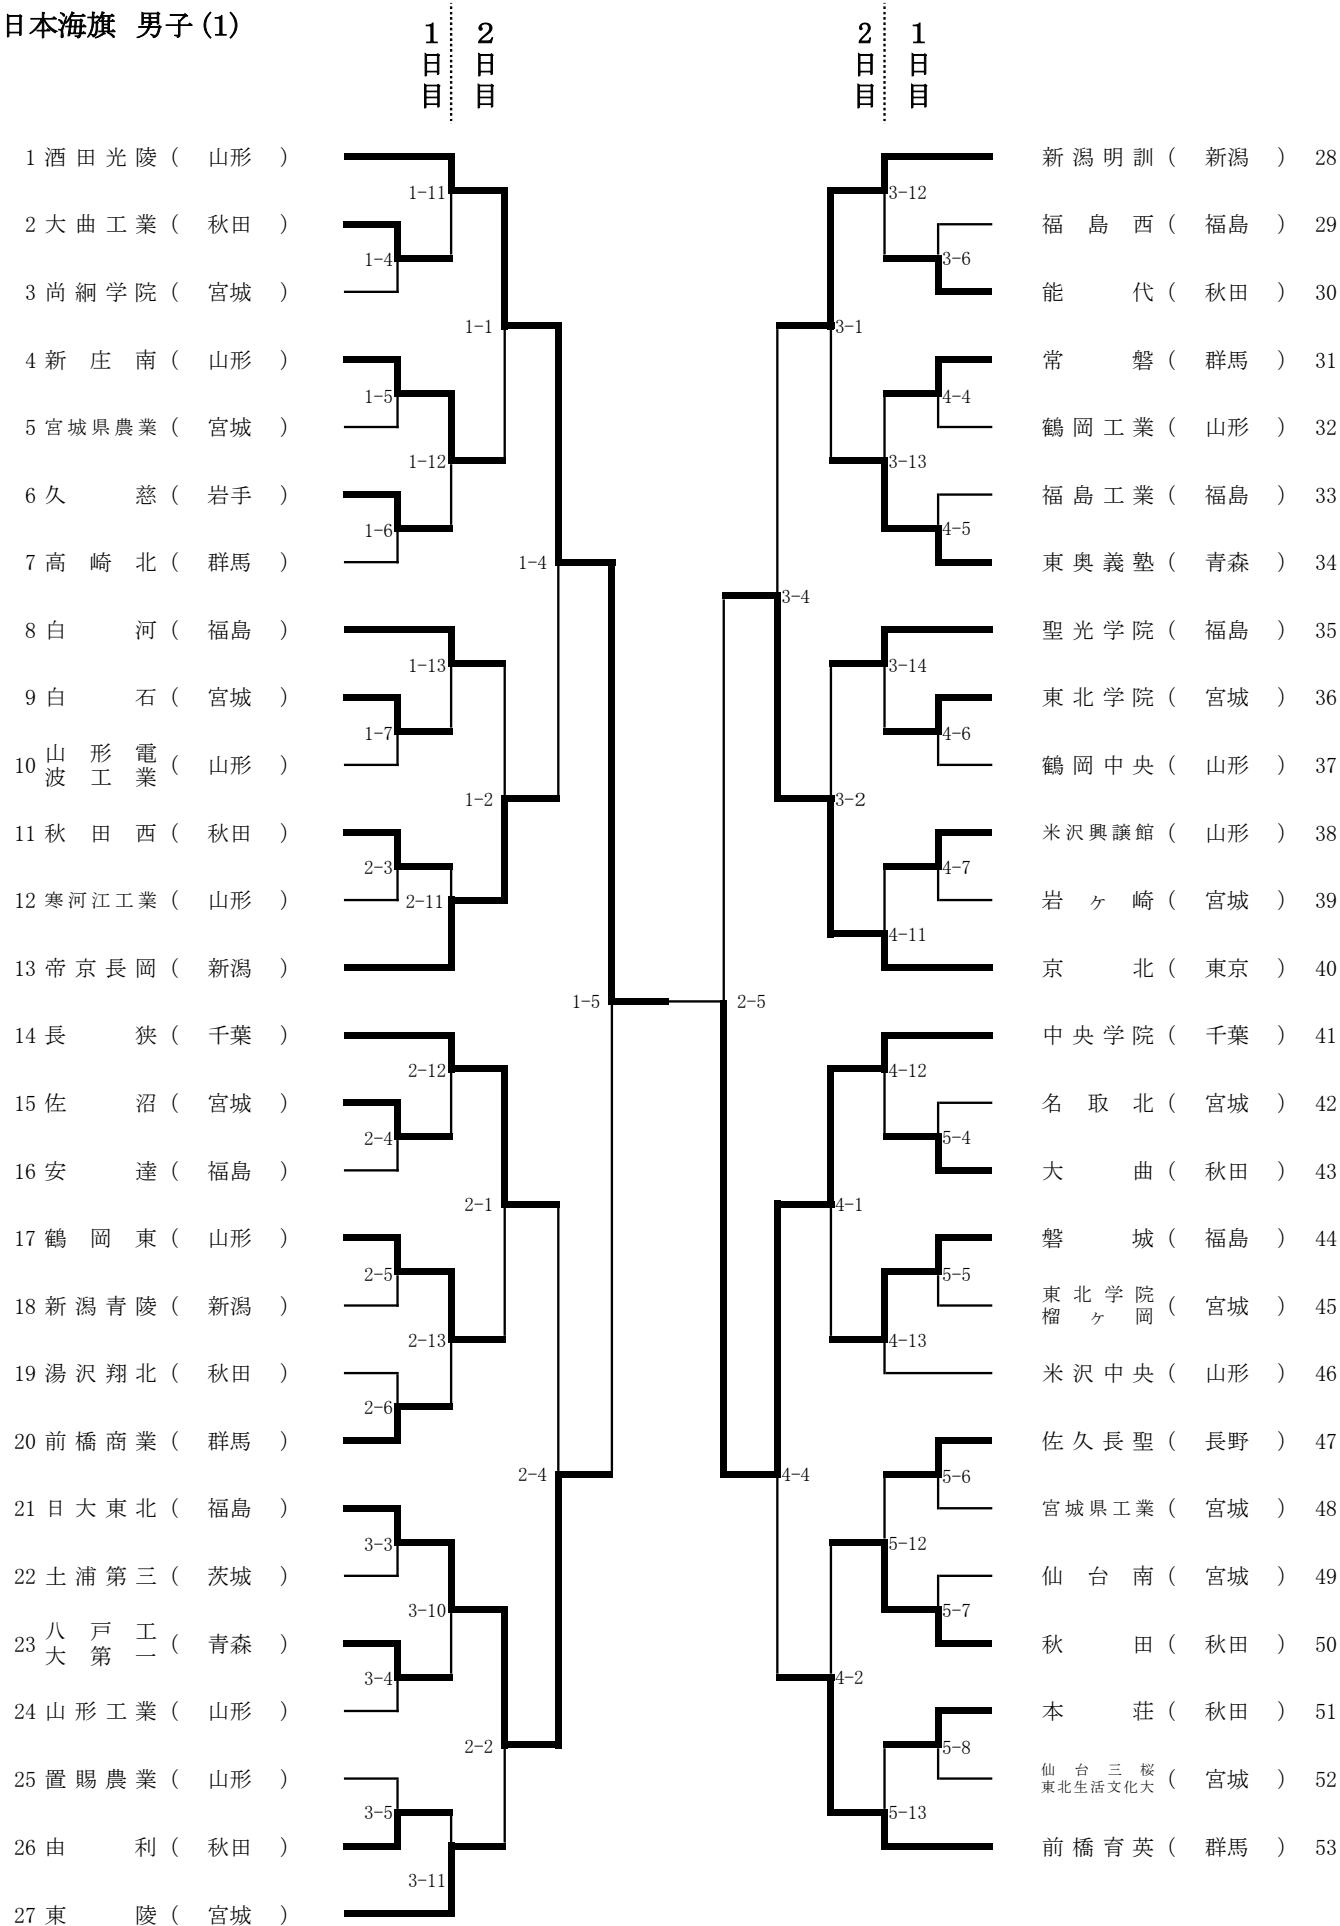 日本海旗 男子 (1)
1日目 2日目
2日目 1日目
1 酒田光陵 ( 山形 )
2 大曲工業 ( 秋田 )
3 尚絅学院 ( 宮城 )
4 新庄南 ( 山形 )
5 宮城県農業 ( 宮城 )
6 久慈 ( 岩手 )
7 高崎北 ( 群馬 )
8 白河 ( 福島 )
9 白石 ( 宮城 )
10 山形電波工業 ( 山形 )
11 秋田西 ( 秋田 )
12 寒河江工業 ( 山形 )
13 帝京長岡 ( 新潟 )
14 長狭 ( 千葉 )
15 佐沼 ( 宮城 )
16 安達 ( 福島 )
17 鶴岡東 ( 山形 )
18 新潟青陵 ( 新潟 )
19 湯沢翔北 ( 秋田 )
20 前橋商業 ( 群馬 )
21 日大東北 ( 福島 )
22 土浦第三 ( 茨城 )
23 八戸工大第一 ( 青森 )
24 山形工業 ( 山形 )
25 置賜農業 ( 山形 )
26 由利 ( 秋田 )
27 東陵 ( 宮城 )
1-11
1-4
1-1
1-5
1-12
1-6
1-4
1-13
1-7
1-2
2-3
2-11
1-5
2-12
2-4
2-1
2-5
2-13
2-6
2-4
3-3
3-10
3-4
2-2
3-5
3-11
3-12
3-6
3-1
4-4
3-13
4-5
3-4
3-14
4-6
3-2
4-7
4-11
2-5
4-12
5-4
4-1
5-5
4-13
4-4
5-6
5-12
5-7
4-2
5-8
5-13
新潟明訓 ( 新潟 ) 28
福島西 ( 福島 ) 29
能代 ( 秋田 ) 30
常磐 ( 群馬 ) 31
鶴岡工業 ( 山形 ) 32
福島工業 ( 福島 ) 33
東奥義塾 ( 青森 ) 34
聖光学院 ( 福島 ) 35
東北学院 ( 宮城 ) 36
鶴岡中央 ( 山形 ) 37
米沢興譲館 ( 山形 ) 38
岩ヶ崎 ( 宮城 ) 39
京北 ( 東京 ) 40
中央学院 ( 千葉 ) 41
名取北 ( 宮城 ) 42
大曲 ( 秋田 ) 43
磐城 ( 福島 ) 44
東北学院榴ヶ岡 ( 宮城 ) 45
米沢中央 ( 山形 ) 46
佐久長聖 ( 長野 ) 47
宮城県工業 ( 宮城 ) 48
仙台南 ( 宮城 ) 49
秋田 ( 秋田 ) 50
本荘 ( 秋田 ) 51
仙台三桜
東北生活文化大 ( 宮城 ) 52
前橋育英 ( 群馬 ) 53